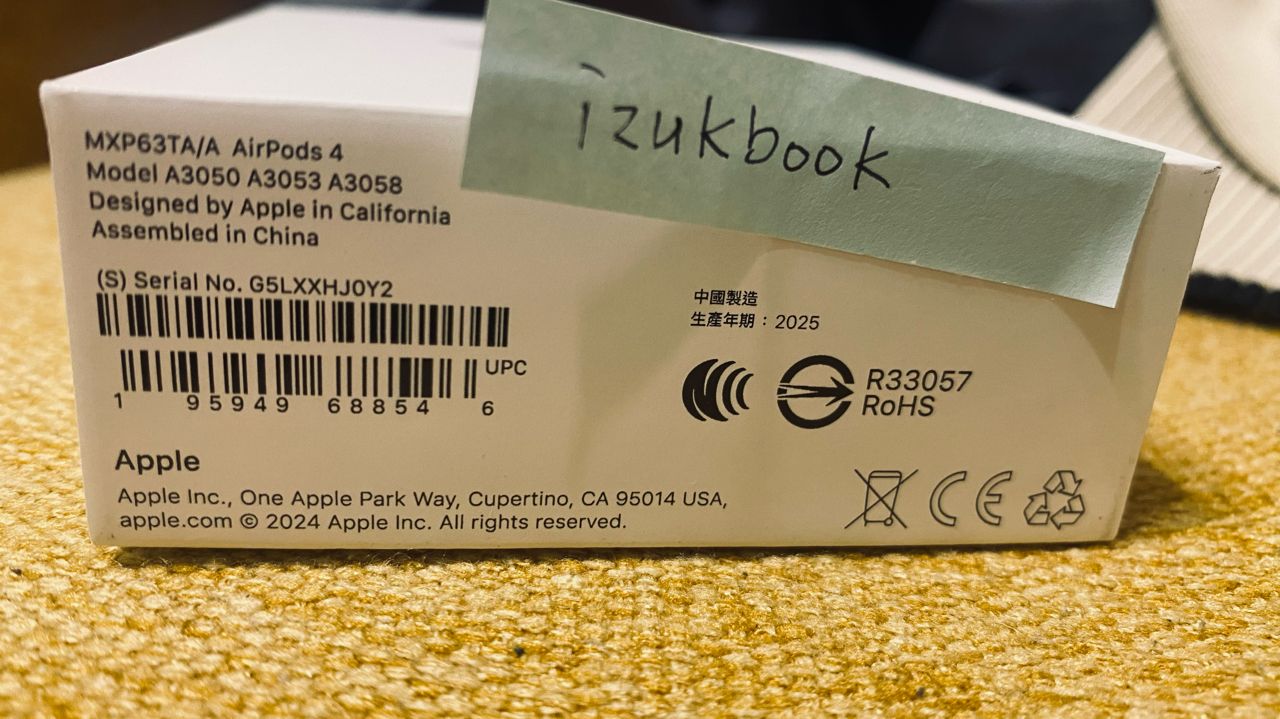 izukbook
MXP63TA/A AirPods 4
Model A3050 A3053 A3058
Designed by Apple in California
Assembled in China
(S) Serial No. G5LXXHJ0Y2
UPC
1 95949 68854 6
中國製造
生產年期：2025
R33057
RoHS
Apple
Apple Inc., One Apple Park Way, Cupertino, CA 95014 USA,
apple.com © 2024 Apple Inc. All rights reserved.
CE